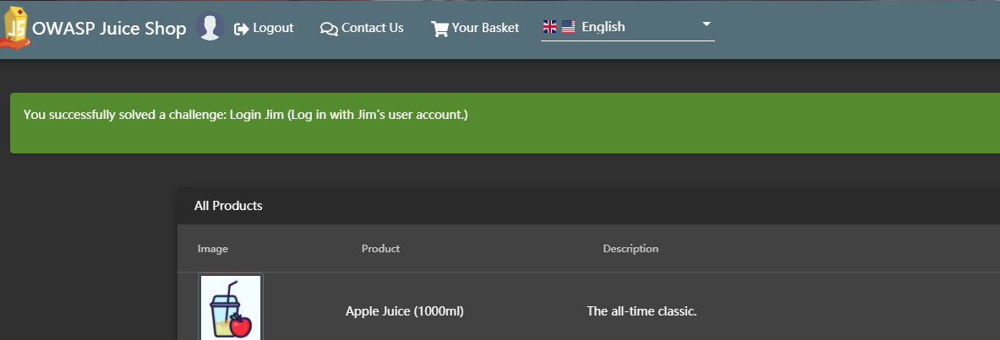 JS OWASP Juice Shop Logout Contact Us Your Basket English
You successfully solved a challenge: Login Jim (Log in with Jim's user account.)
All Products
Image Product Description
Apple Juice (1000ml) The all-time classic.